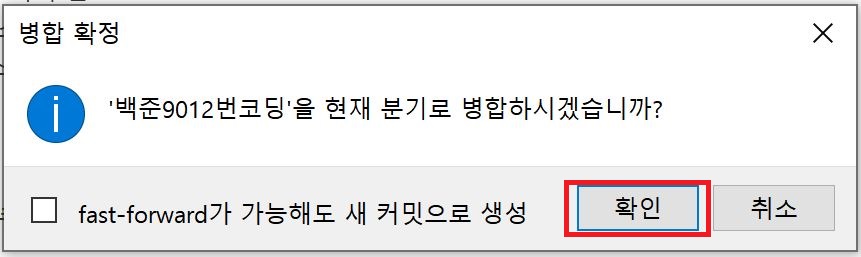 병합 확정
'백준9012번코딩'을 현재 분기로 병합하시겠습니까?
fast-forward가 가능해도 새 커밋으로 생성
확인
취소